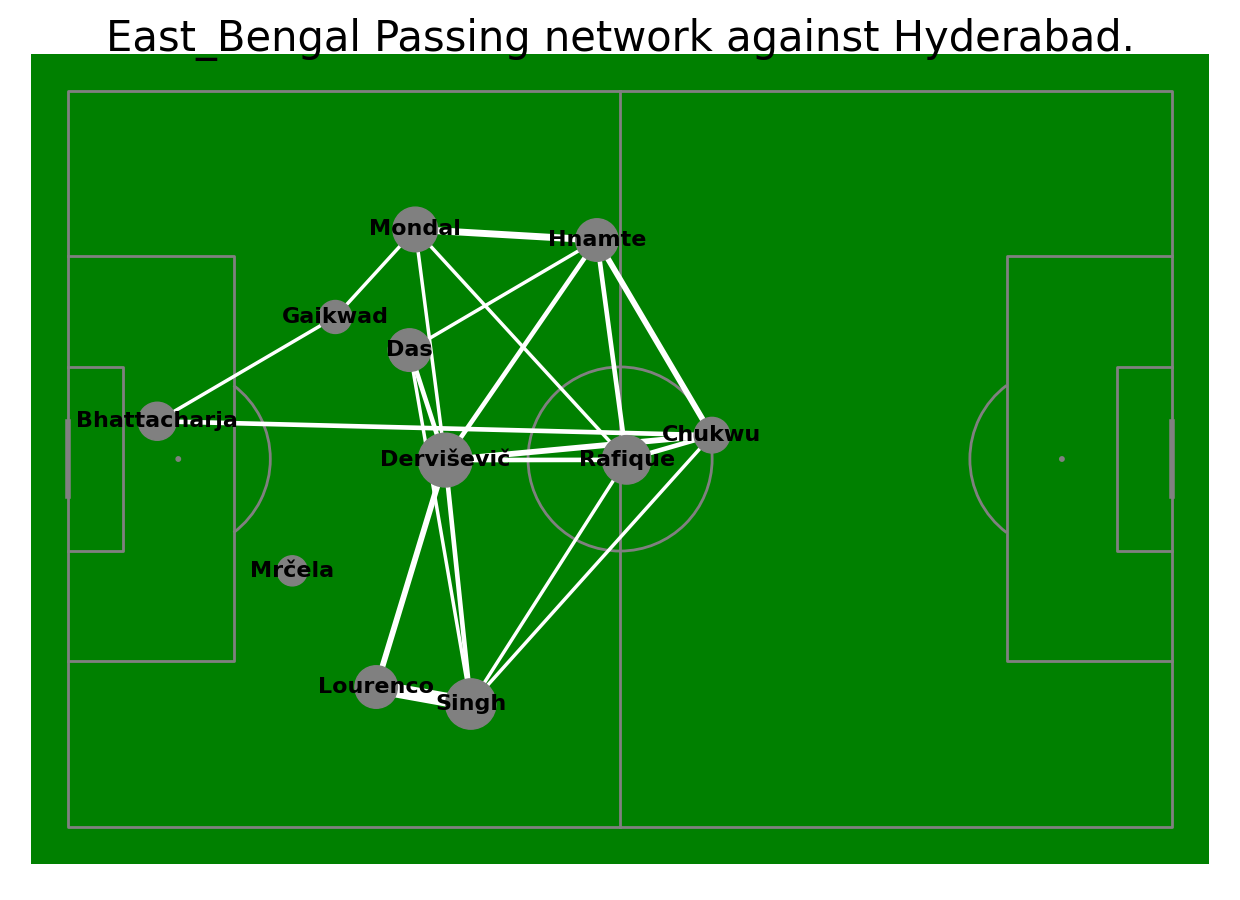 East_Bengal Passing network against Hyderabad.
Mondal
Hnamte
Gaikwad
Das
Bhattacharja
Chukwu
Dervišević
Rafique
Mrčela
Lourenco
Singh